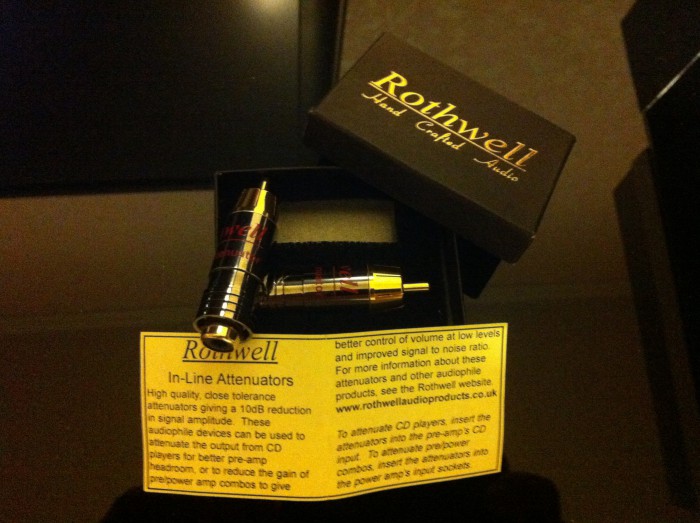 Rothwell
Hand Crafted Audio
Rothwell
In-Line Attenuators
High quality, close tolerance
attenuators giving a 10dB reduction
in signal amplitude. These
audiophile devices can be used to
attenuate the output from CD
players for better pre-amp
headroom, or to reduce the gain of
pre/power amp combos to give
better control of volume at low levels
and improved signal to noise ratio.
For more information about these
attenuators and other audiophile
products, see the Rothwell website,
www.rothwellaudioproducts.co.uk
To attenuate CD players, insert the
attenuators into the pre-amp's CD
input. To attenuate pre/power
combos, insert the attenuators into
the power amp's input sockets.